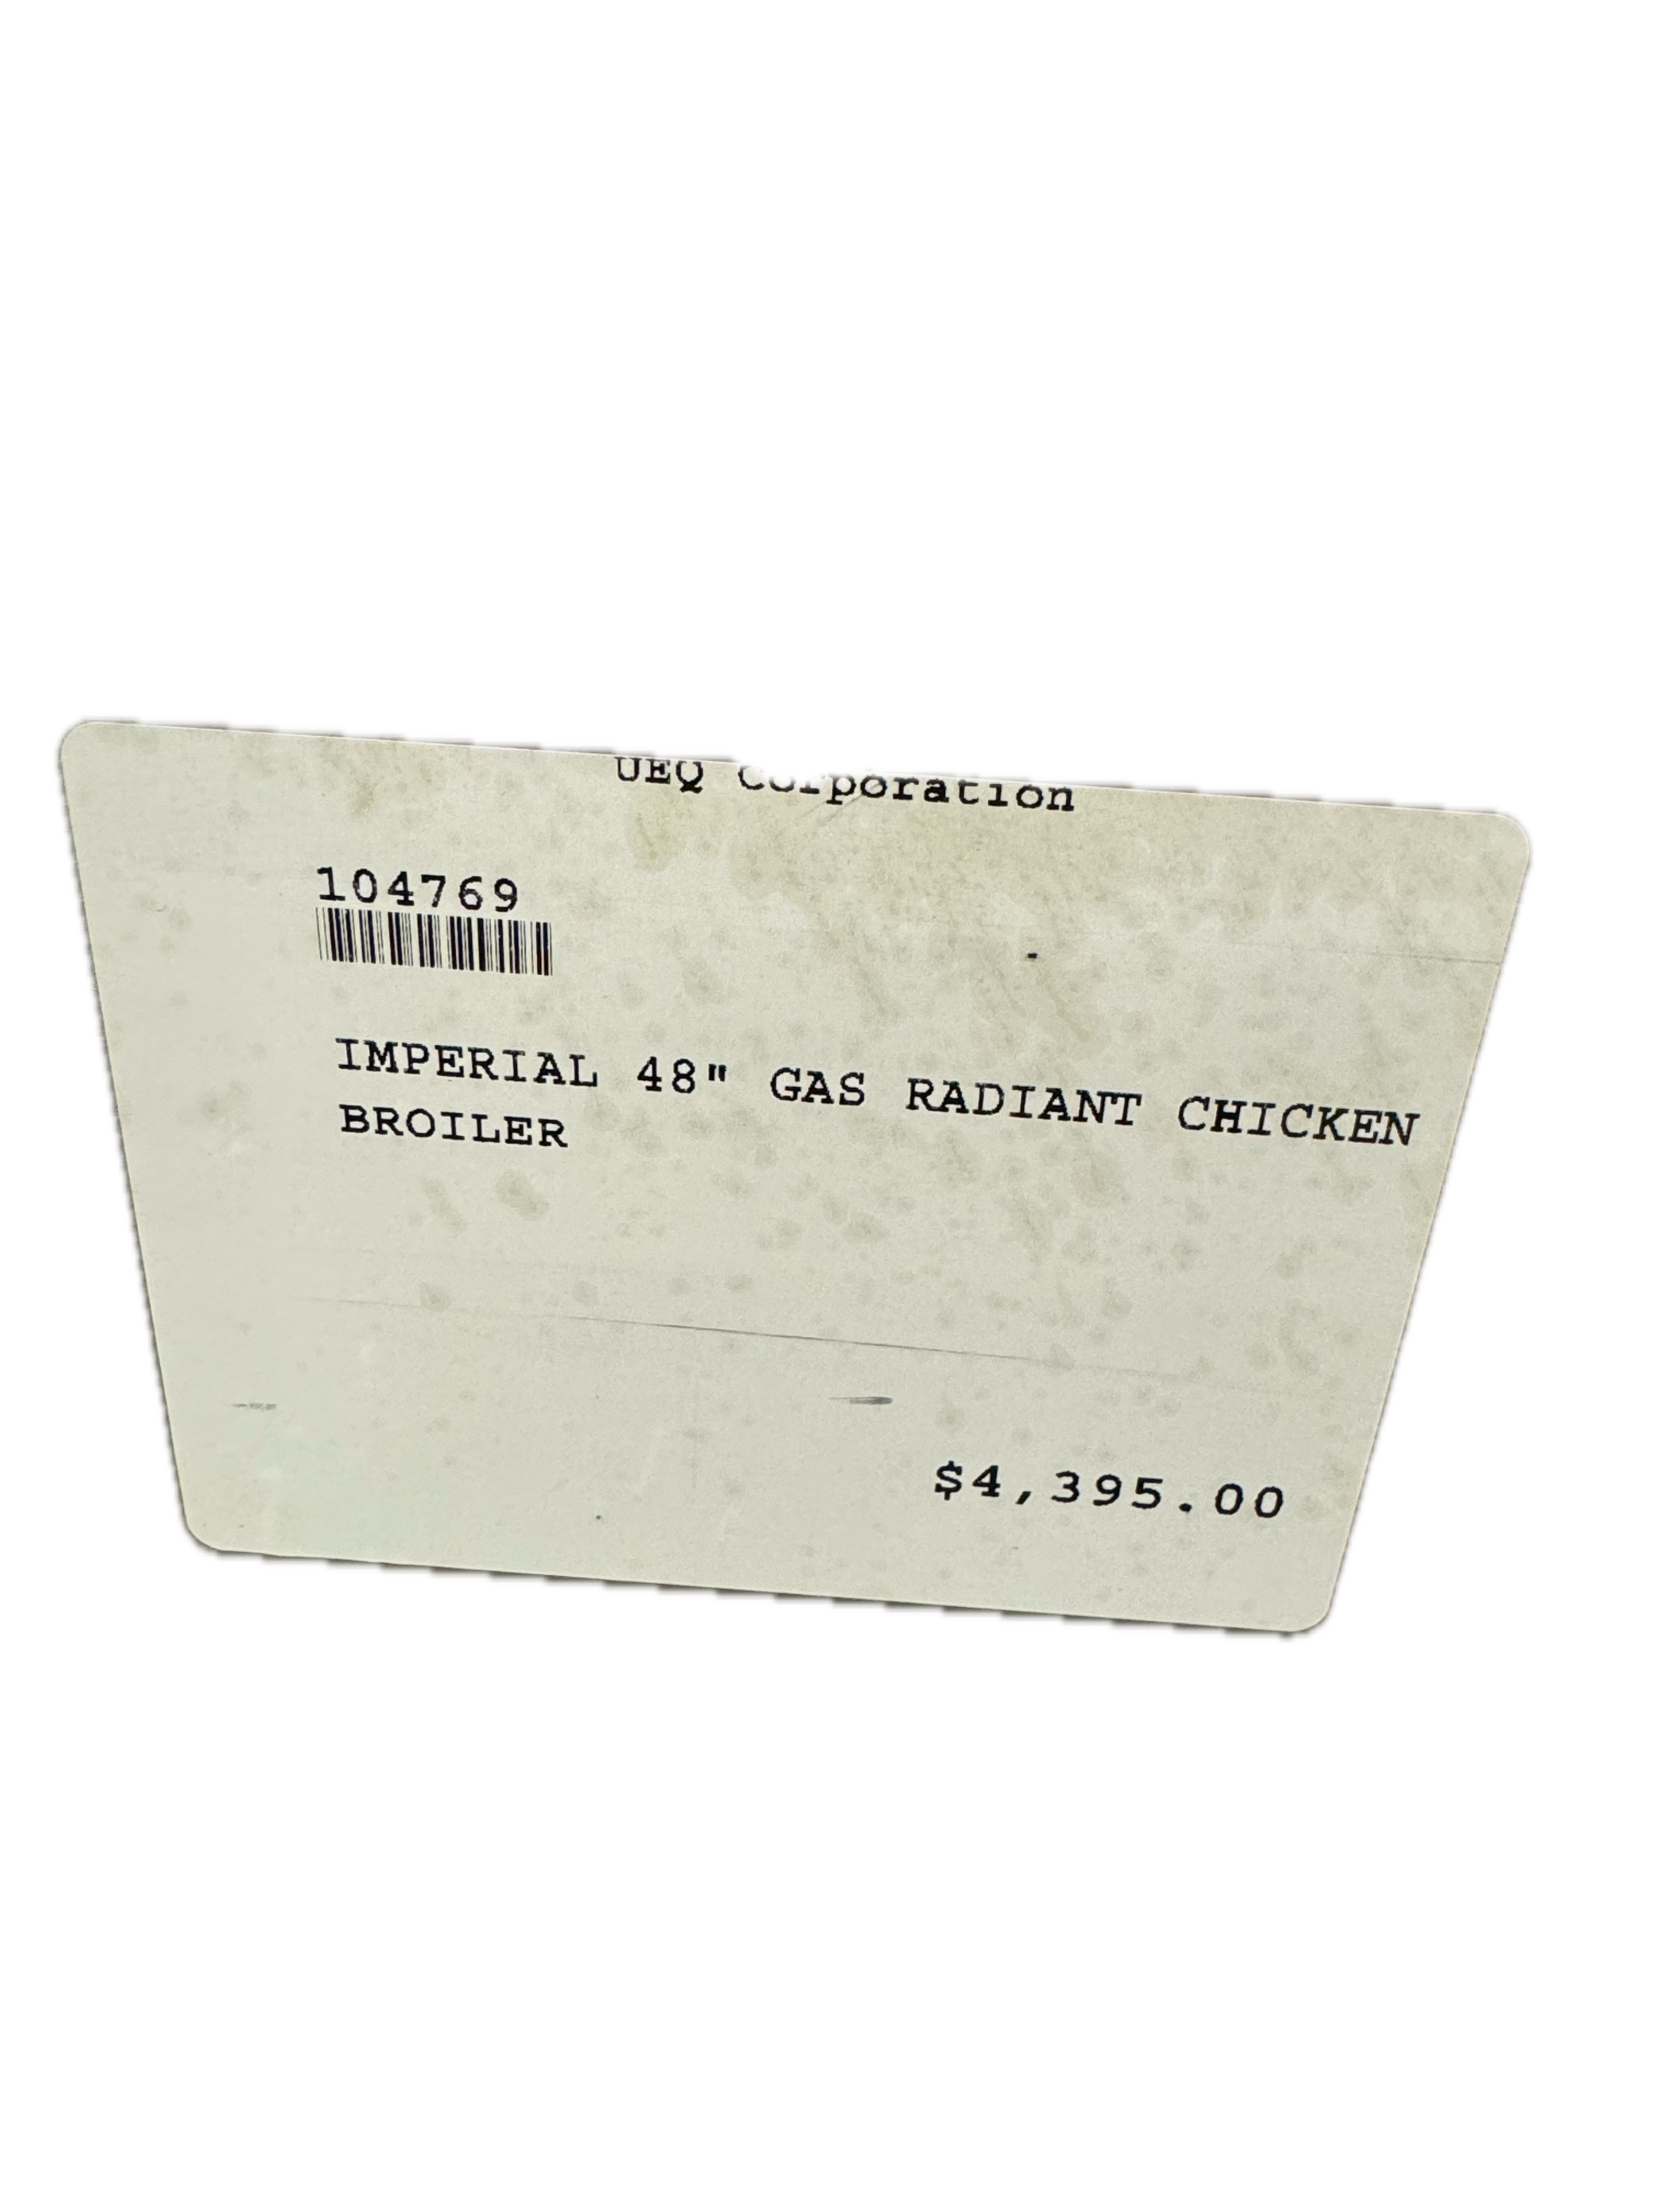 UEQ Corporation
104769
IMPERIAL 48" GAS RADIANT CHICKEN
BROILER
$4,395.00